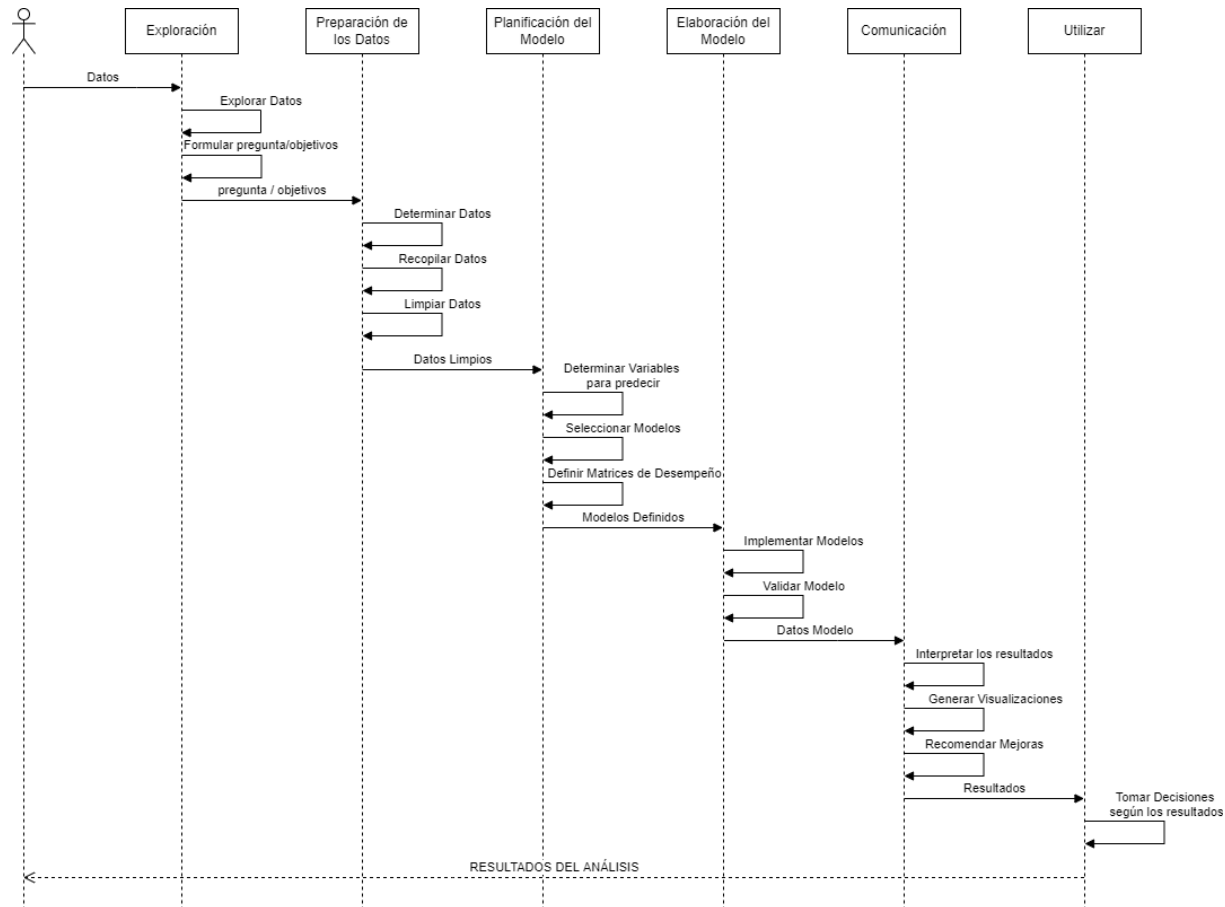 Exploración
Preparación de
los Datos
Planificación del
Modelo
Elaboración del
Modelo
Comunicación
Utilizar
Datos
Explorar Datos
Formular pregunta/objetivos
pregunta / objetivos
Determinar Datos
Recopilar Datos
Limpiar Datos
Datos Limpios
Determinar Variables
para predecir
Seleccionar Modelos
Definir Matrices de Desempeño
Modelos Definidos
Implementar Modelos
Validar Modelo
Datos Modelo
Interpretar los resultados
Generar Visualizaciones
Recomendar Mejoras
Resultados
Tomar Decisiones
según los resultados
RESULTADOS DEL ANÁLISIS